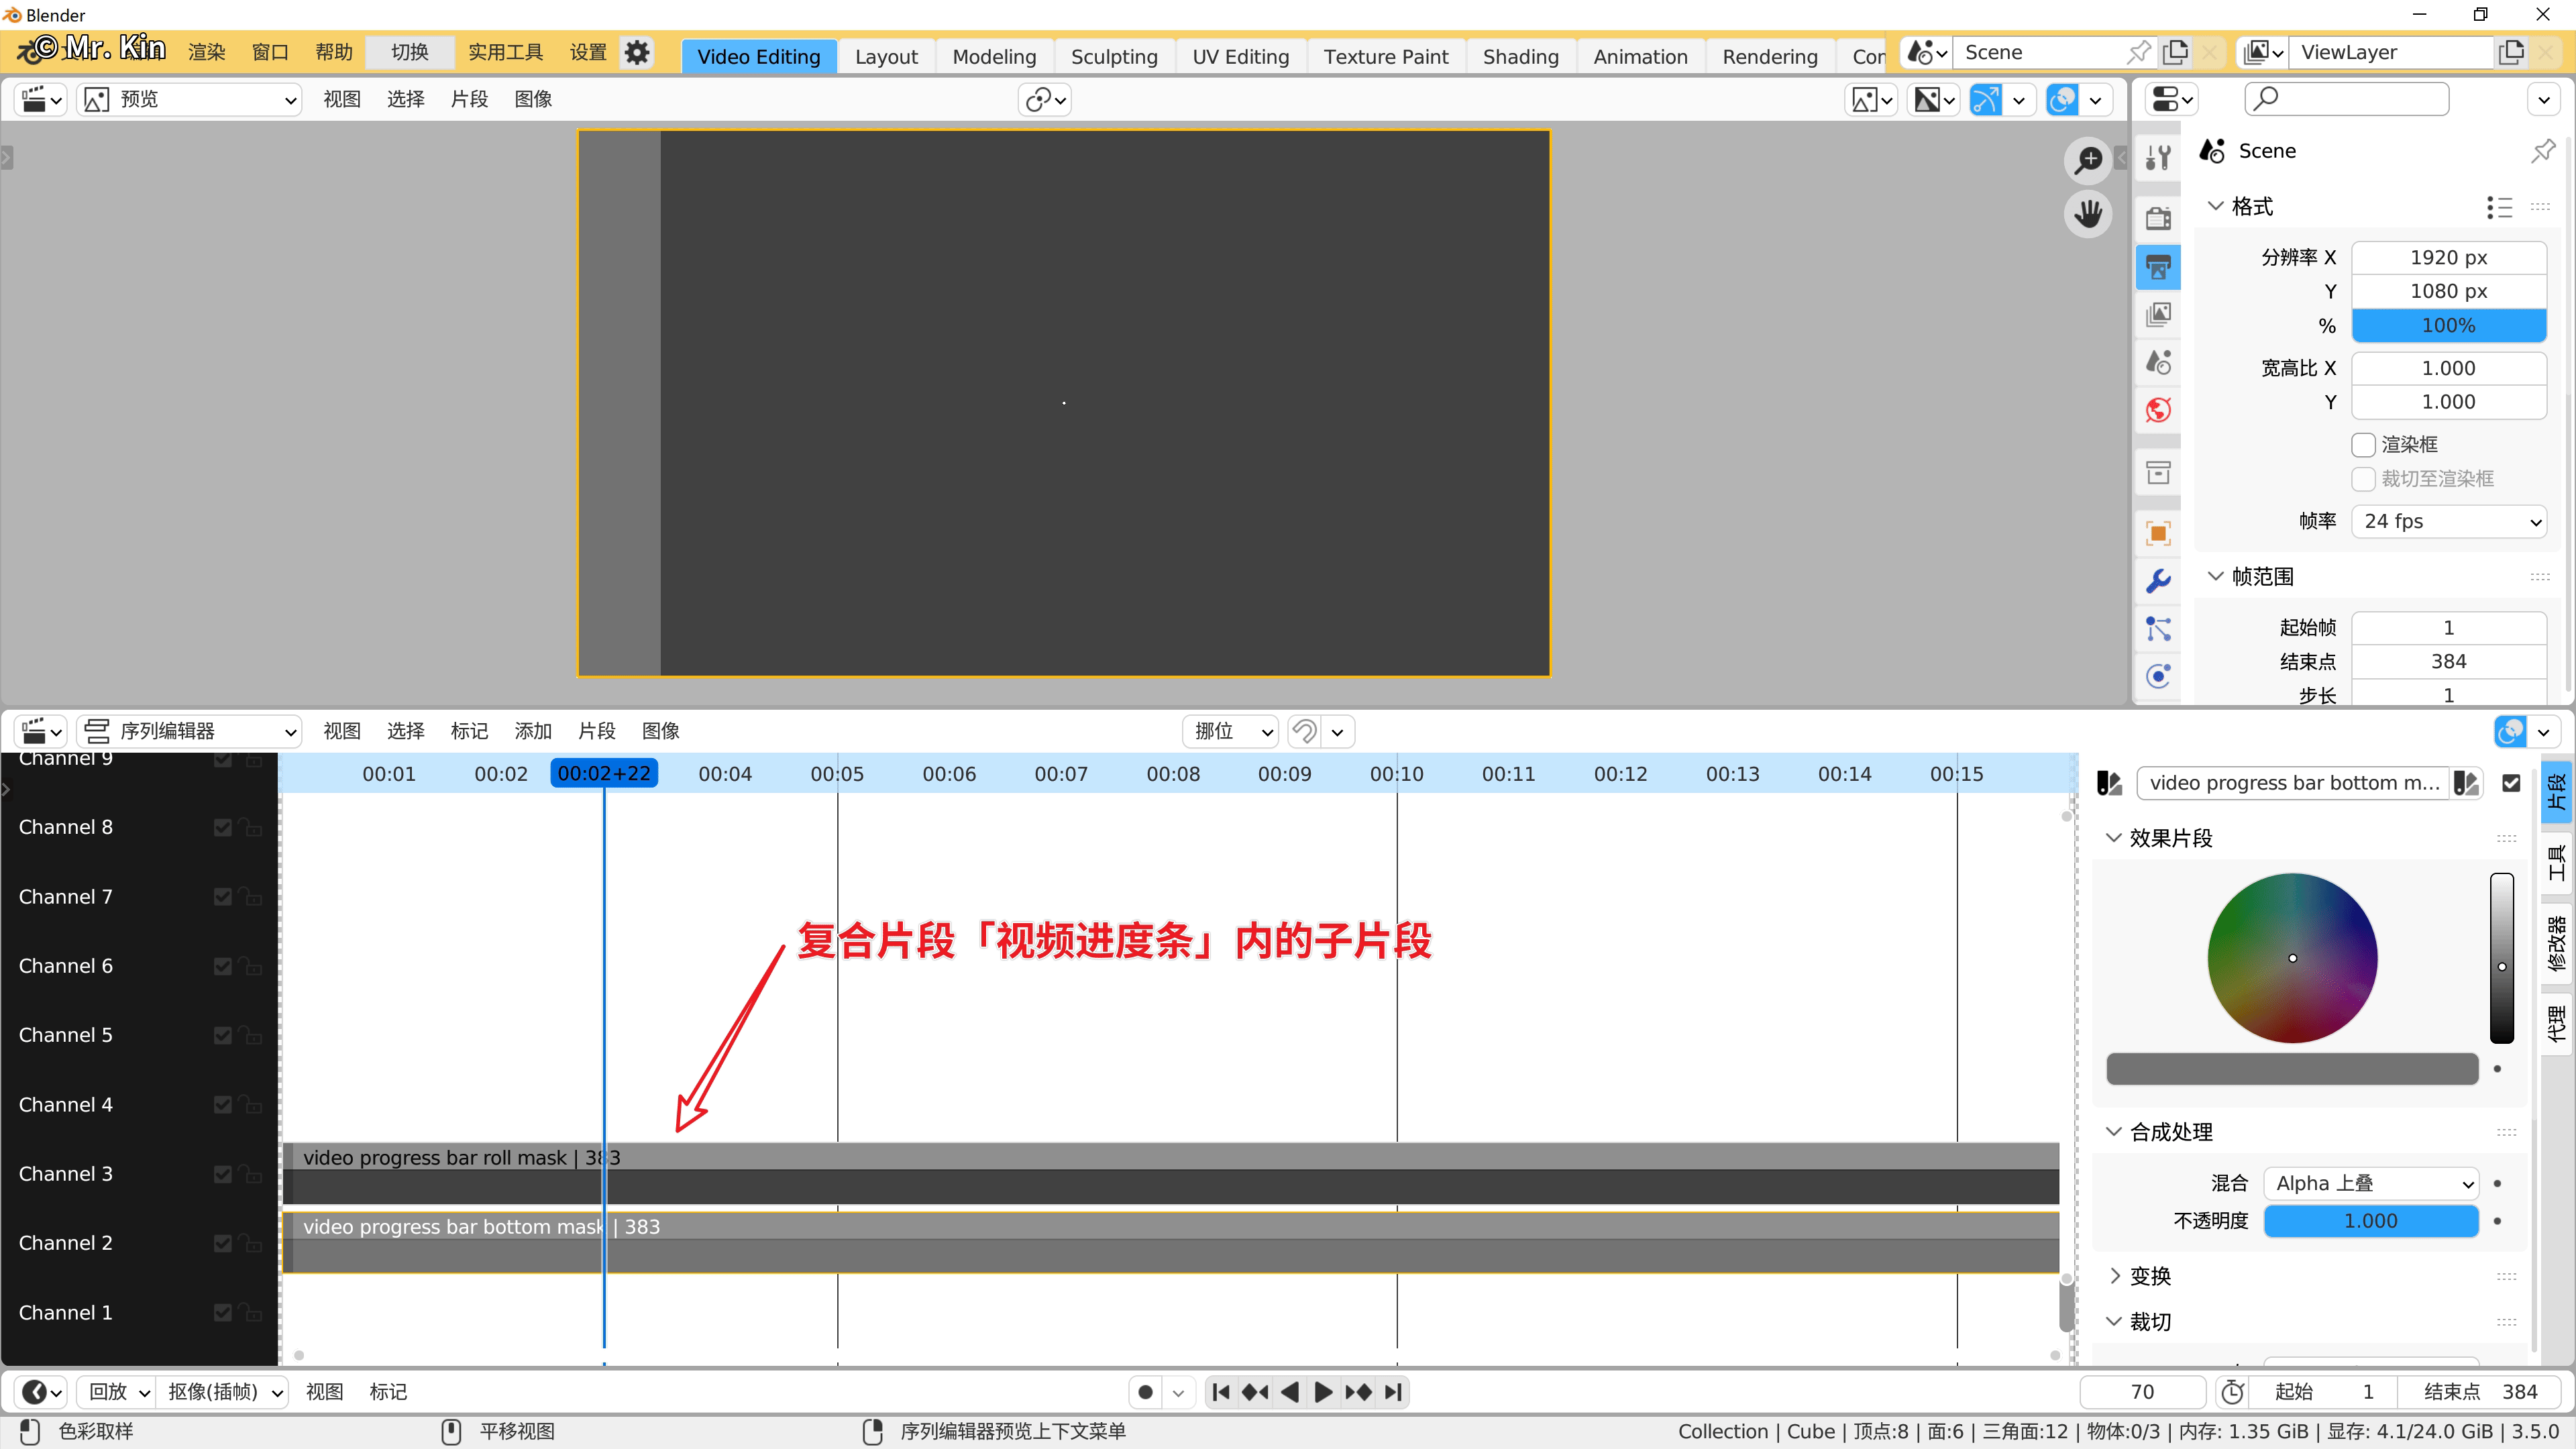 Blender
© Mr. Kin 渲染 窗口 帮助 切换 实用工具 设置 Video Editing Layout Modeling Sculpting UV Editing Texture Paint Shading Animation Rendering Con Scene ViewLayer
预览 视图 选择 片段 图像
Scene
格式
分辨率 X 1920 px
Y 1080 px
% 100%
宽高比 X 1.000
Y 1.000
渲染框
裁切至渲染框
帧率 24 fps
帧范围
起始帧 1
结束点 384
步长 1
序列编辑器 视图 选择 标记 添加 片段 图像 挪位
Channel 9
00:01 00:02 00:02+22 00:04 00:05 00:06 00:07 00:08 00:09 00:10 00:11 00:12 00:13 00:14 00:15
video progress bar bottom m...
片段
工具
修改器
代理
效果片段
Channel 8
Channel 7
复合片段「视频进度条」内的子片段
Channel 6
Channel 5
Channel 4
合成处理
video progress bar roll mask | 383
Channel 3
混合 Alpha 上叠
不透明度 1.000
video progress bar bottom mask | 383
Channel 2
变换
Channel 1
裁切
回放 抠像(插帧) 视图 标记 70 起始 1 结束点 384
色彩取样 平移视图 序列编辑器预览上下文菜单 Collection | Cube | 顶点:8 | 面:6 | 三角面:12 | 物体:0/3 | 内存: 1.35 GiB | 显存: 4.1/24.0 GiB | 3.5.0